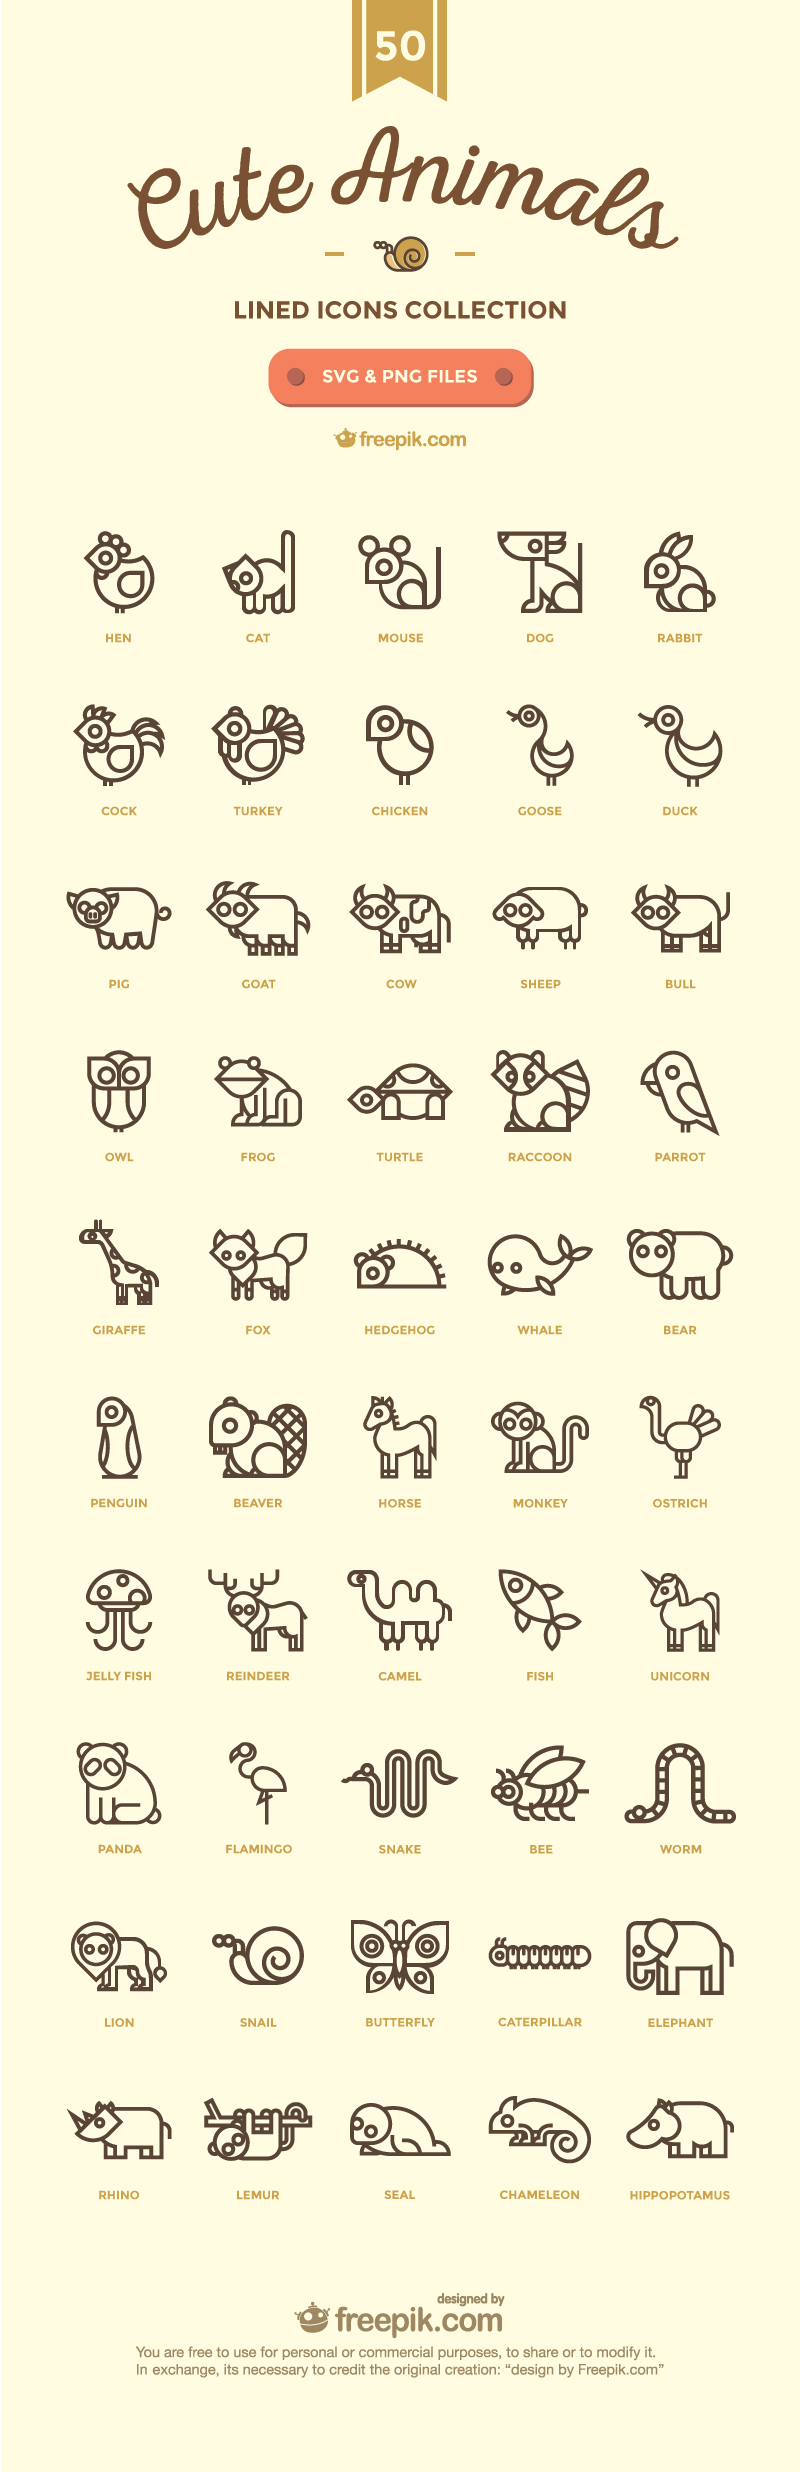 50
Cute Animals
LINED ICONS COLLECTION
SVG & PNG FILES
freepik.com
HEN CAT MOUSE DOG RABBIT
COCK TURKEY CHICKEN GOOSE DUCK
PIG GOAT COW SHEEP BULL
OWL FROG TURTLE RACCOON PARROT
GIRAFFE FOX HEDGEHOG WHALE BEAR
PENGUIN BEAVER HORSE MONKEY OSTRICH
JELLY FISH REINDEER CAMEL FISH UNICORN
PANDA FLAMINGO SNAKE BEE WORM
LION SNAIL BUTTERFLY CATERPILLAR ELEPHANT
RHINO LEMUR SEAL CHAMELEON HIPPOPOTAMUS
designed by
freepik.com
You are free to use for personal or commercial purposes, to share or to modify it.
In exchange, its necessary to credit the original creation: “design by Freepik.com”